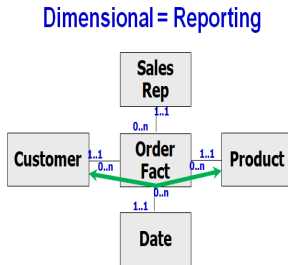 Dimensional = Reporting
Sales
Rep
1..1
0..n
Customer
1..1
0..n
Order
Fact
1..1
0..n
Product
0..n
1..1
Date